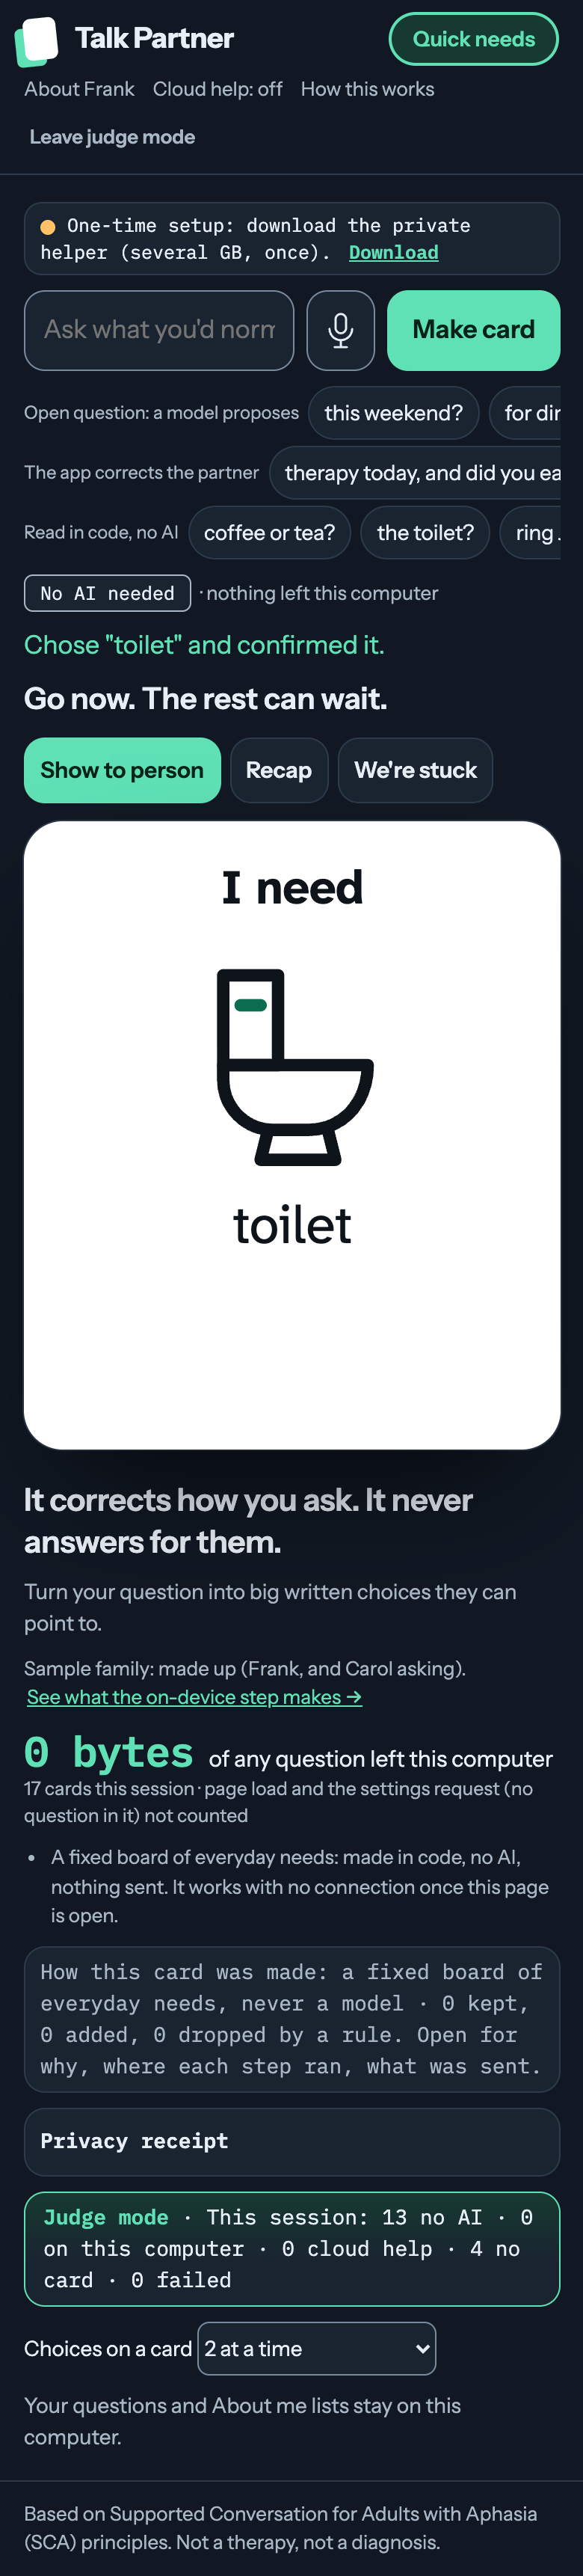 Talk Partner
Quick needs
About Frank Cloud help: off How this works
Leave judge mode
One-time setup: download the private
helper (several GB, once). Download
Ask what you'd norm
Make card
Open question: a model proposes this weekend? for din
The app corrects the partner therapy today, and did you ea
Read in code, no AI coffee or tea? the toilet? ring .
No AI needed · nothing left this computer
Chose "toilet" and confirmed it.
Go now. The rest can wait.
Show to person Recap We're stuck
I need
toilet
It corrects how you ask. It never
answers for them.
Turn your question into big written choices they can
point to.
Sample family: made up (Frank, and Carol asking).
See what the on-device step makes →
0 bytes of any question left this computer
17 cards this session · page load and the settings request (no
question in it) not counted
• A fixed board of everyday needs: made in code, no AI,
nothing sent. It works with no connection once this page
is open.
How this card was made: a fixed board of
everyday needs, never a model · 0 kept,
0 added, 0 dropped by a rule. Open for
why, where each step ran, what was sent.
Privacy receipt
Judge mode · This session: 13 no AI · 0
on this computer · 0 cloud help · 4 no
card · 0 failed
Choices on a card 2 at a time
Your questions and About me lists stay on this
computer.
Based on Supported Conversation for Adults with Aphasia
(SCA) principles. Not a therapy, not a diagnosis.